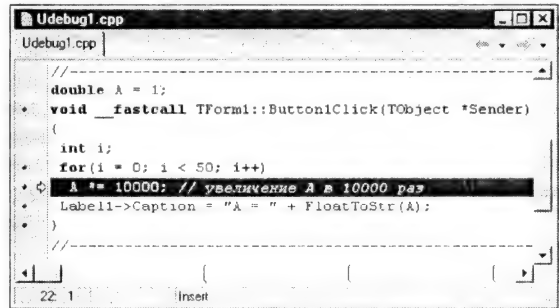 Udebug1.cpp
Udebug1.cpp
//--------------------------------------------------------------
double A = 1;
void __fastcall TForm1::Button1Click(TObject *Sender)
{
int i;
for(i = 0; i < 50; i++)
A *= 10000; // увеличение A в 10000 раз
Label1->Caption = "A = " + FloatToStr(A);
}
//--------------------------------------------------------------
22: 1 Insert